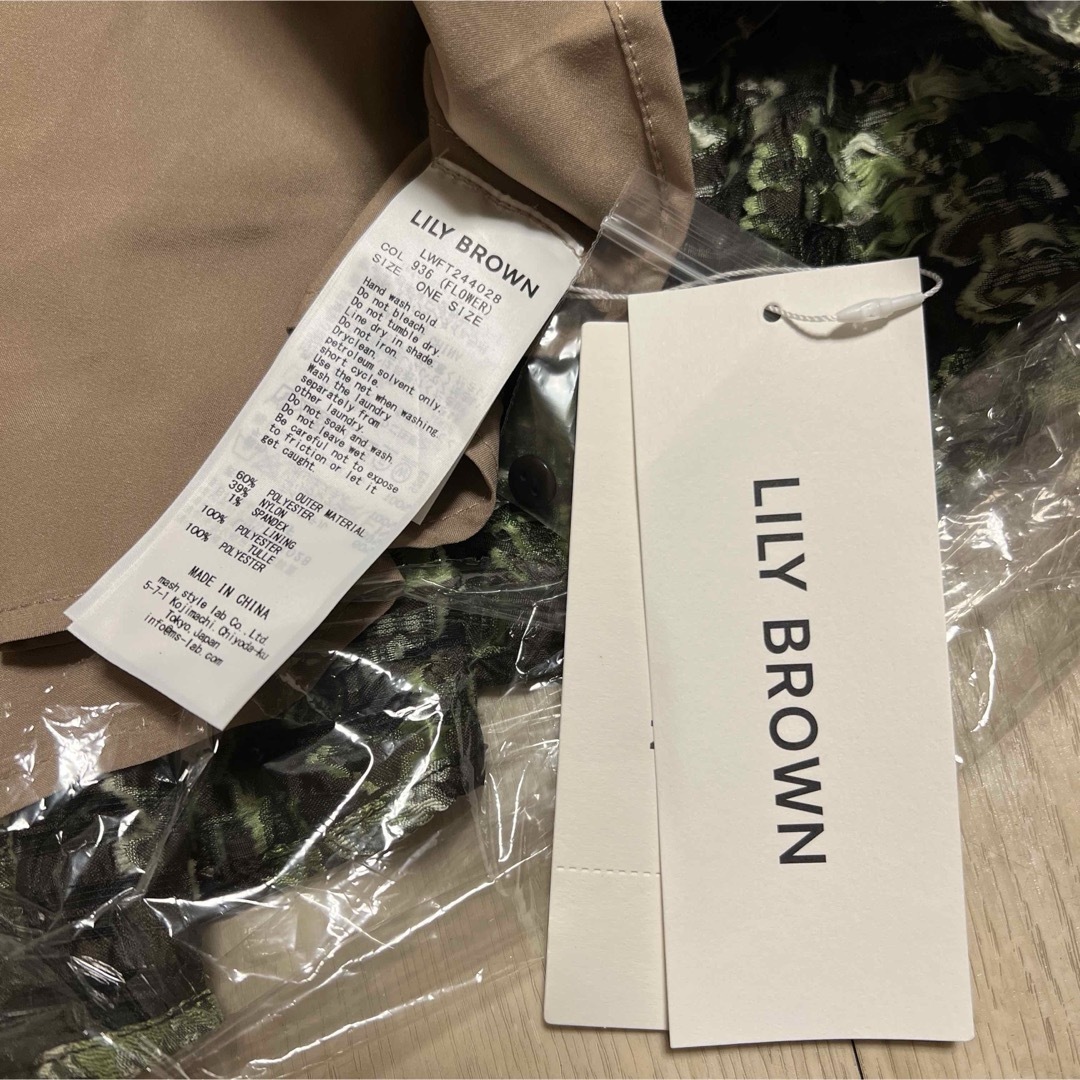 LILY BROWN
LWFT244028
COL 936 (FLOWER)
SIZE ONE SIZE
Hand wash cold.
Do not bleach.
Do not tumble dry.
Line dry in shade.
Do not iron.
Dryclean. solvent only.
petroleum
short cycle.
Use the net when washing.
Wash the laundry
separately from
other laundry.
Do not soak and wash.
Do not leave wet.
Be careful not to expose
to friction or let it
get caught.
OUTER MATERIAL
60% POLYESTER
39% NYLON
1% SPANDEX
LINING
100% POLYESTER
TULLE
100% POLYESTER
MADE IN CHINA
mash style lab Co., Ltd.
5-7-1 Kojimachi, Chiyoda-ku
Tokyo, Japan
info@ms-lab.com
LILY BROWN